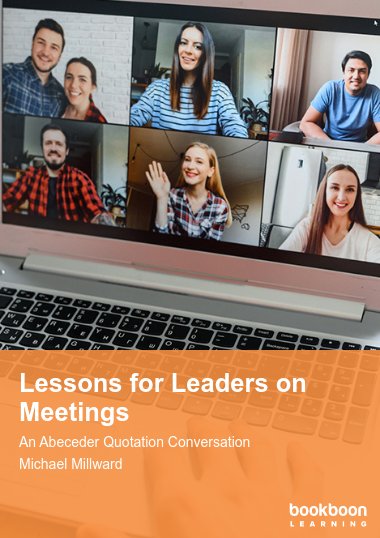 Lessons for Leaders on
Meetings
An Abeceder Quotation Conversation
Michael Millward
bookboon
LEARNING